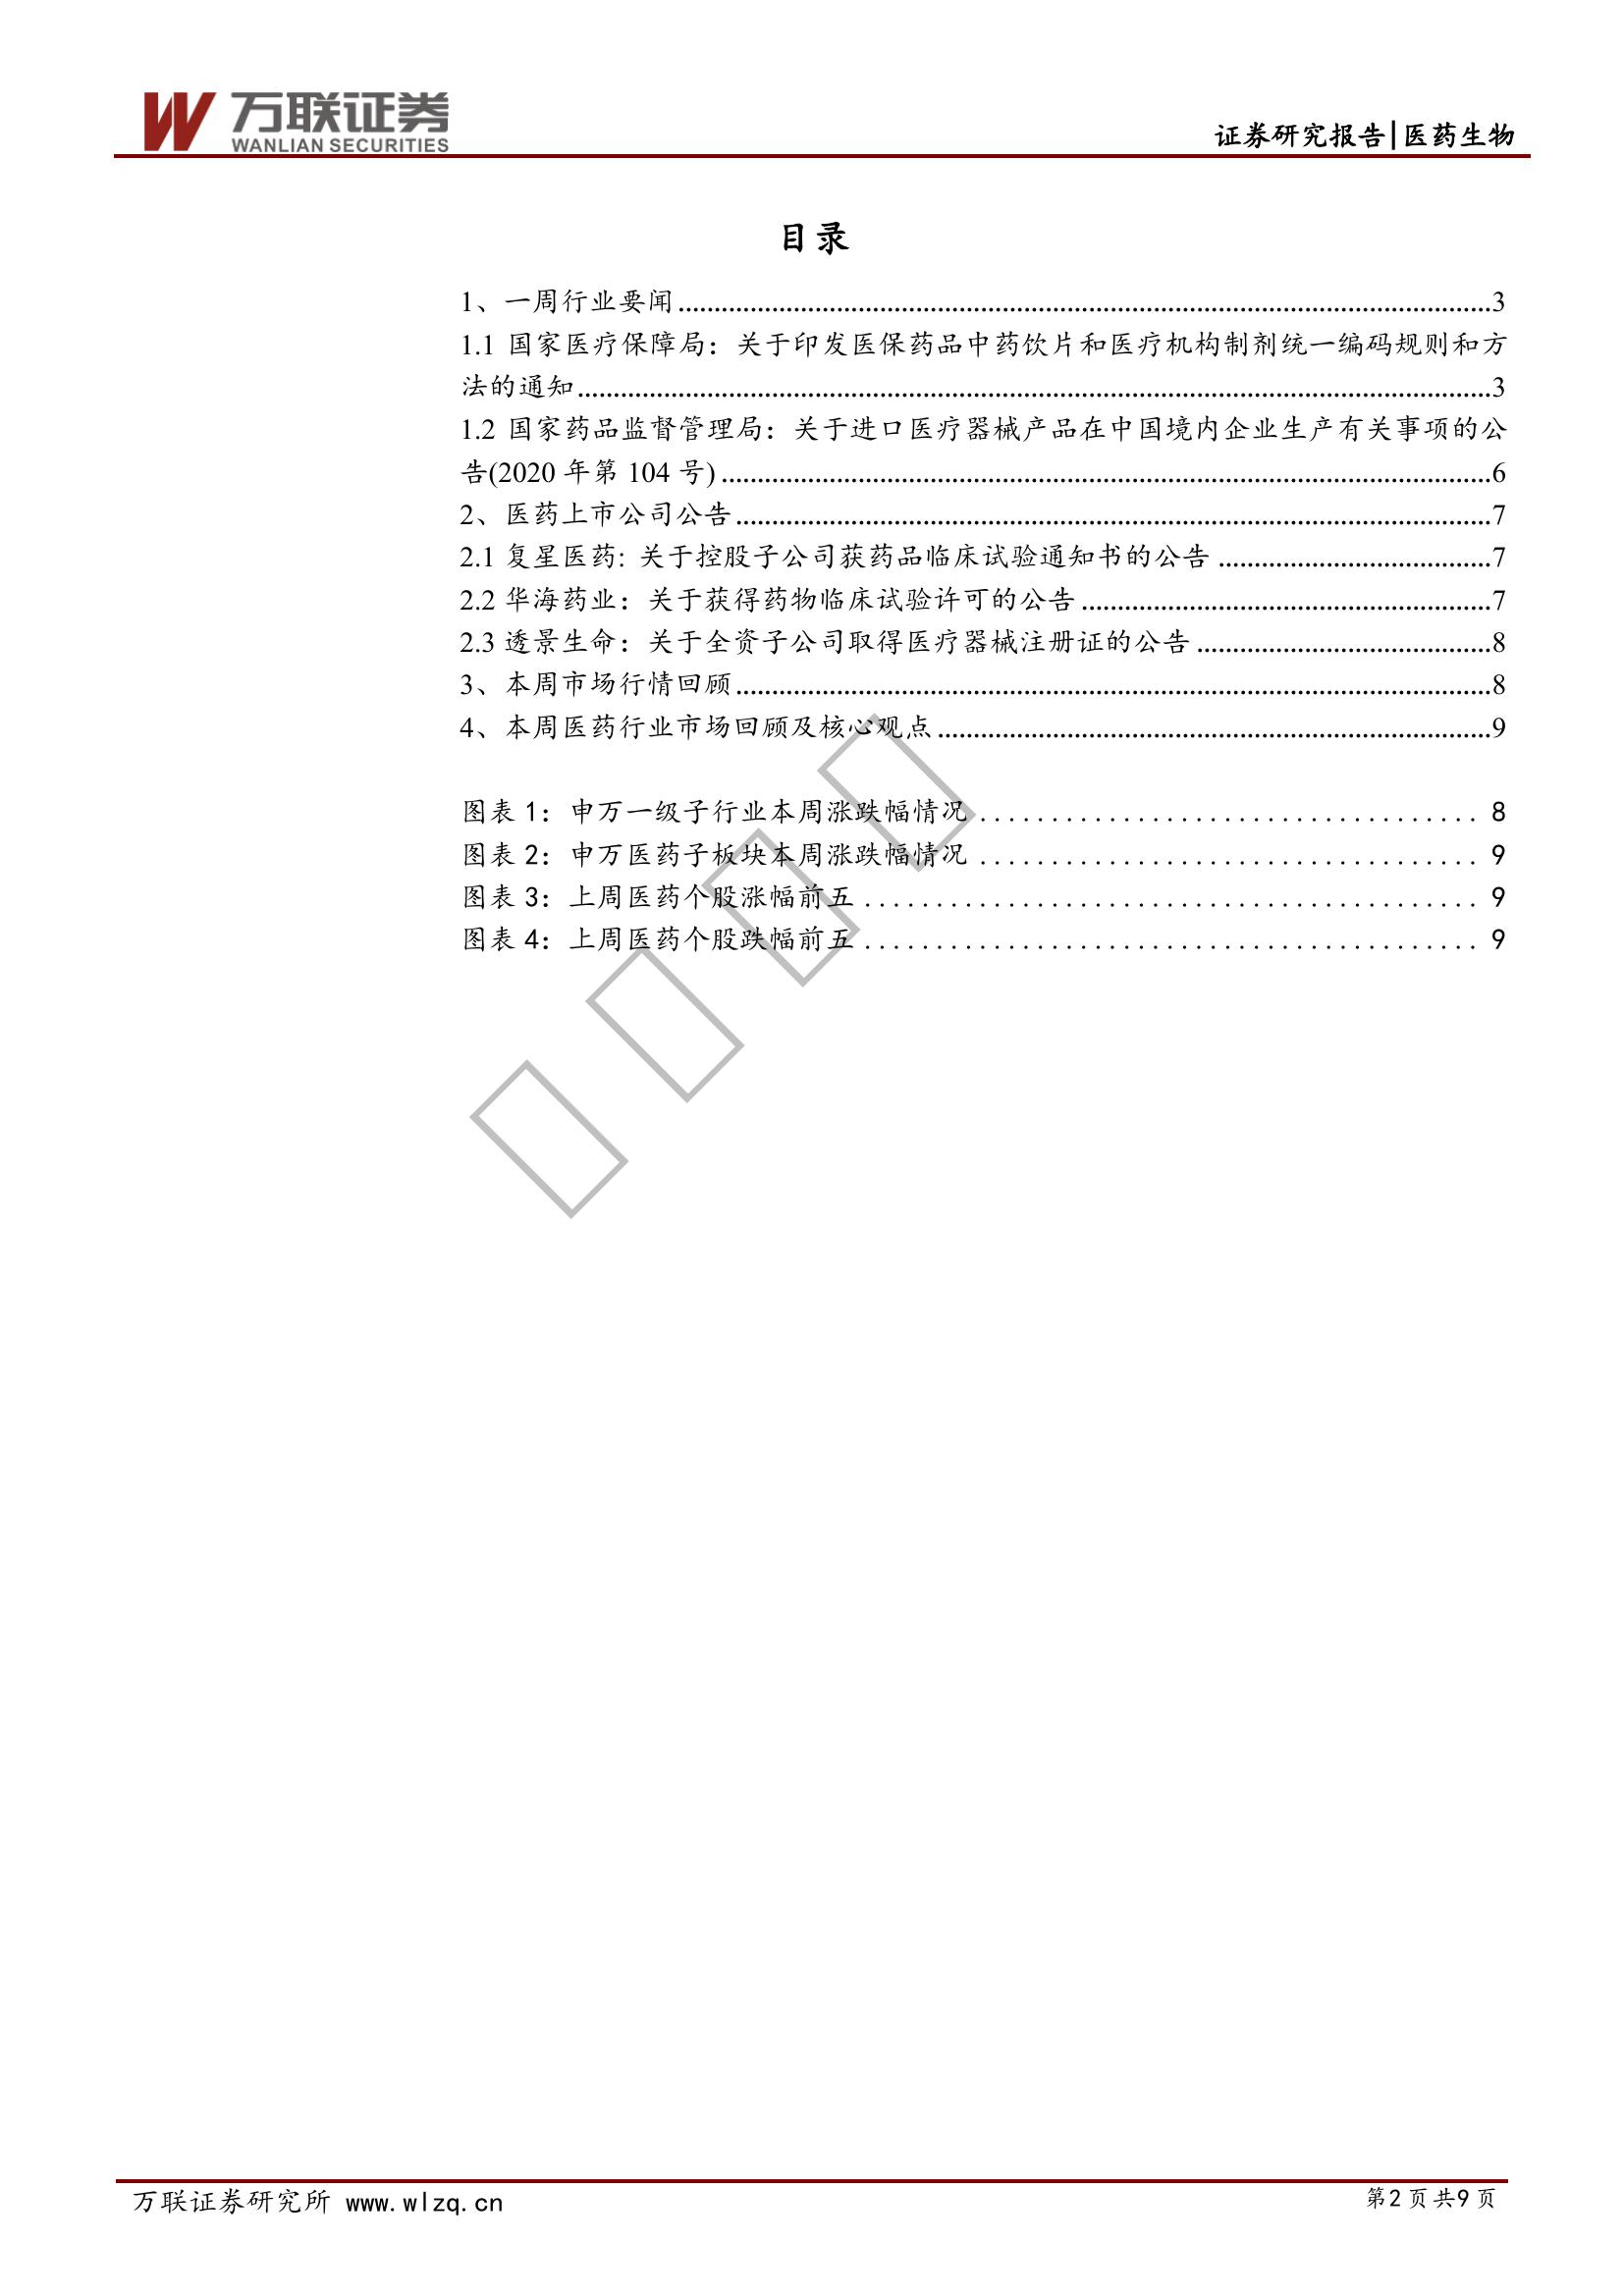 万联证券
WANLIAN SECURITIES
证券研究报告|医药生物
目录
1、一周行业要闻................................................................3
1.1 国家医疗保障局：关于印发医保药品中药饮片和医疗机构制剂统一编码规则和方
法的通知................................................................3
1.2 国家药品监督管理局：关于进口医疗器械产品在中国境内企业生产有关事项的公
告(2020 年第 104 号)................................................................6
2、医药上市公司公告................................................................7
2.1 复星医药: 关于控股子公司获药品临床试验通知书的公告................................7
2.2 华海药业：关于获得药物临床试验许可的公告................................7
2.3 透景生命：关于全资子公司取得医疗器械注册证的公告................................8
3、本周市场行情回顾................................................................8
4、本周医药行业市场回顾及核心观点................................................9
图表 1：申万一级子行业本周涨跌幅情况 ................................... 8
图表 2：申万医药子板块本周涨跌幅情况 ................................... 9
图表 3：上周医药个股涨幅前五 ........................................... 9
图表 4：上周医药个股跌幅前五 ........................................... 9
万联证券研究所 www.wlzq.cn
第2页共9页